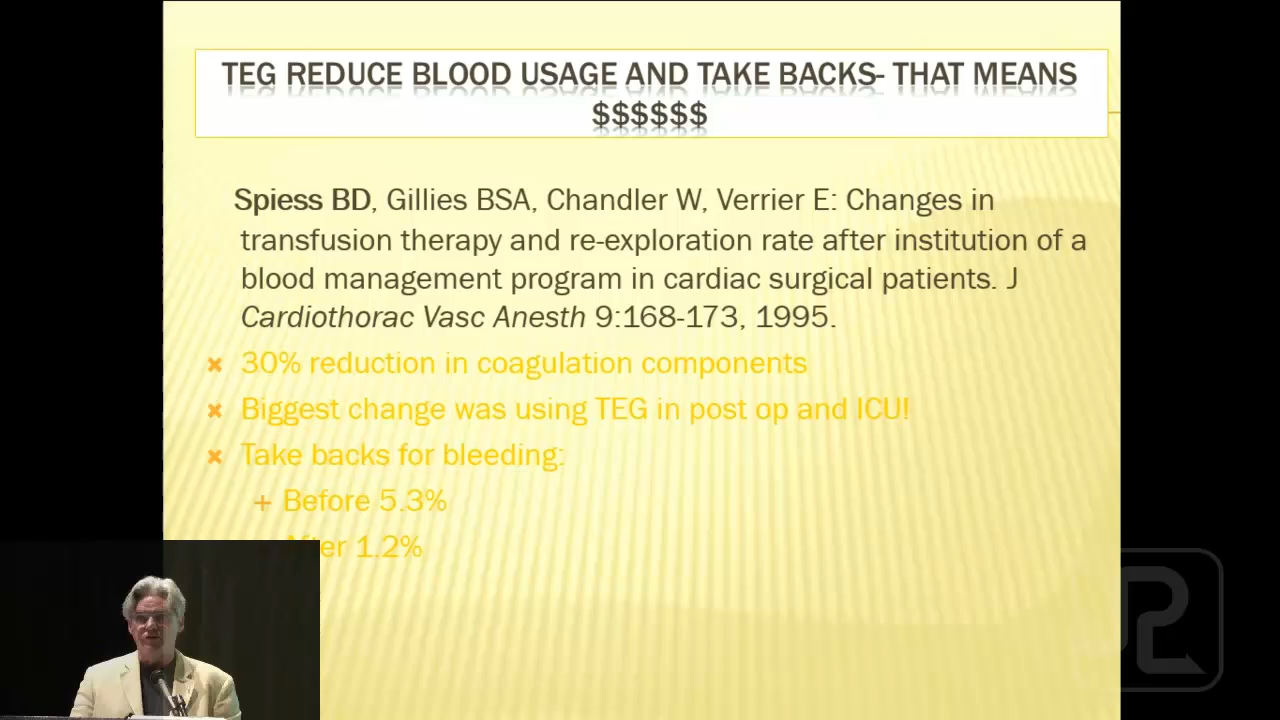 TEG REDUCE BLOOD USAGE AND TAKE BACKS- THAT MEANS
$$$$$$
Spiess BD, Gillies BSA, Chandler W, Verrier E: Changes in
transfusion therapy and re-exploration rate after institution of a
blood management program in cardiac surgical patients. J
Cardiothorac Vasc Anesth 9:168-173, 1995.
30% reduction in coagulation components
Biggest change was using TEG in post op and ICU!
Take backs for bleeding:
+ Before 5.3%
After 1.2%